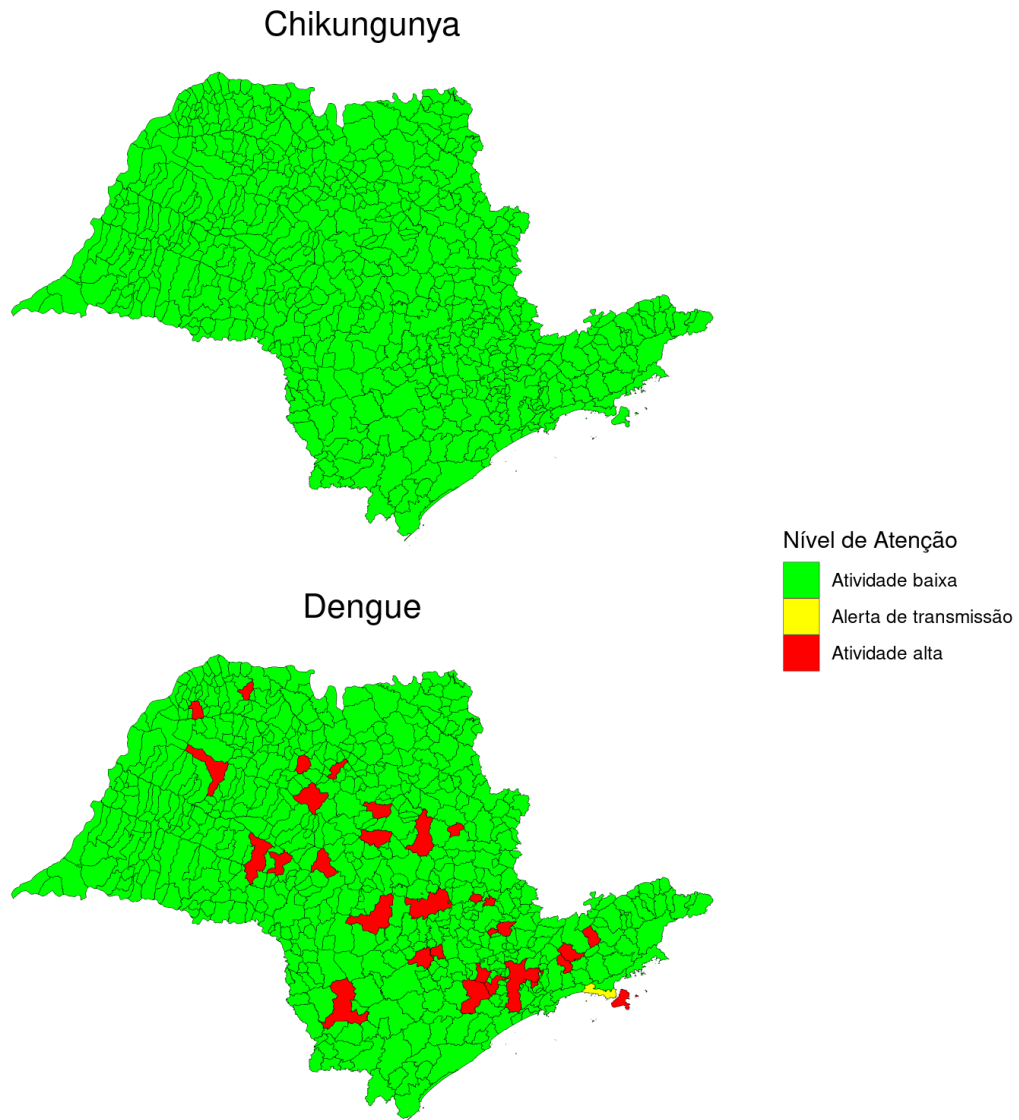 Chikungunya
Nível de Atenção
Atividade baixa
Alerta de transmissão
Atividade alta
Dengue